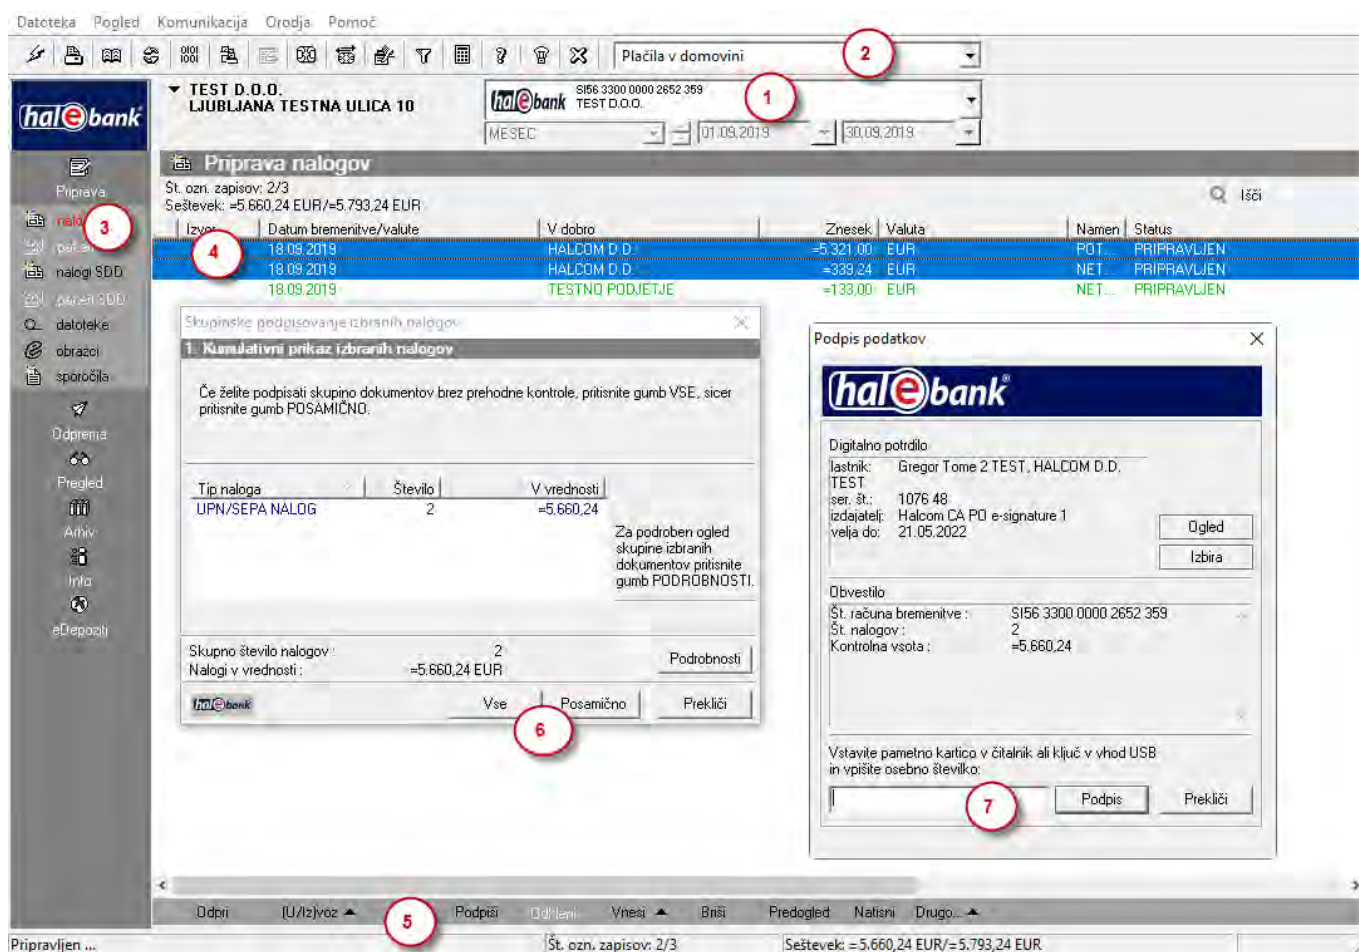 Datoteka Pogled Komunikacija Orodja Pomoč
Plačila v domovini
2
hal@bank
TEST D.O.O.
LJUBLJANA TESTNA ULICA 10
hal@bank
SI56 3300 0000 2652 359
TEST D.O.O.
1
MESEC 01.09.2019 30.09.2019
Priprava nalogov
Priprava
Št. ozn. zapisov: 2/3
Seštevek: =5.660,24 EUR/=5.793,24 EUR
Išči
3
nalogi SDD
paketi SDD
datoteke
obrazci
sporočila
Odprema
Pregled
Arhiv
Info
eDepoziti
Izvor Datum bremenitve/valute V dobro Znesek Valuta Namen Status
4
18.09.2019 HALCOM D.D. =5.321,00 EUR POT... PRIPRAVLJEN
18.09.2019 HALCOM D.D. =339,24 EUR NET... PRIPRAVLJEN
18.09.2019 TESTNO PODJETJE =133,00 EUR NET... PRIPRAVLJEN
Skupinsko podpisovanje izbranih nalogov
1. Kumulativni prikaz izbranih nalogov
Če želite podpisati skupino dokumentov brez prehodne kontrole, pritisnite gumb VSE, sicer
pritisnite gumb POSAMIČNO.
Tip naloga Število V vrednosti
UPN/SEPA NALOG 2 =5.660,24
Za podroben ogled
skupine izbranih
dokumentov pritisnite
gumb PODROBNOSTI.
Skupno število nalogov : 2
Nalogi v vrednosti : =5.660,24 EUR
Podrobnosti
hal@bank
Vse Posamično Prekliči
6
Podpis podatkov
hal@bank®
Digitalno potrdilo
lastnik: Gregor Tome 2 TEST, HALCOM D.D.
TEST
ser. št.: 1076 48
izdajatelj: Halcom CA PO e-signature 1
velja do: 21.05.2022
Ogled
Izbira
Obvestilo
Št. računa bremenitve : SI56 3300 0000 2652 359
Št. nalogov : 2
Kontrolna vsota : =5.660,24
Vstavite pametno kartico v čitalnik ali ključ v vhod USB
in vpišite osebno številko:
7
Podpis Prekliči
Odpri (U/Iz)voz 5 Podpiši Odkleni Vnesi Briši Predogled Natisni Drugo...
Pripravljen ... Št. ozn. zapisov: 2/3 Seštevek: =5.660,24 EUR/=5.793,24 EUR